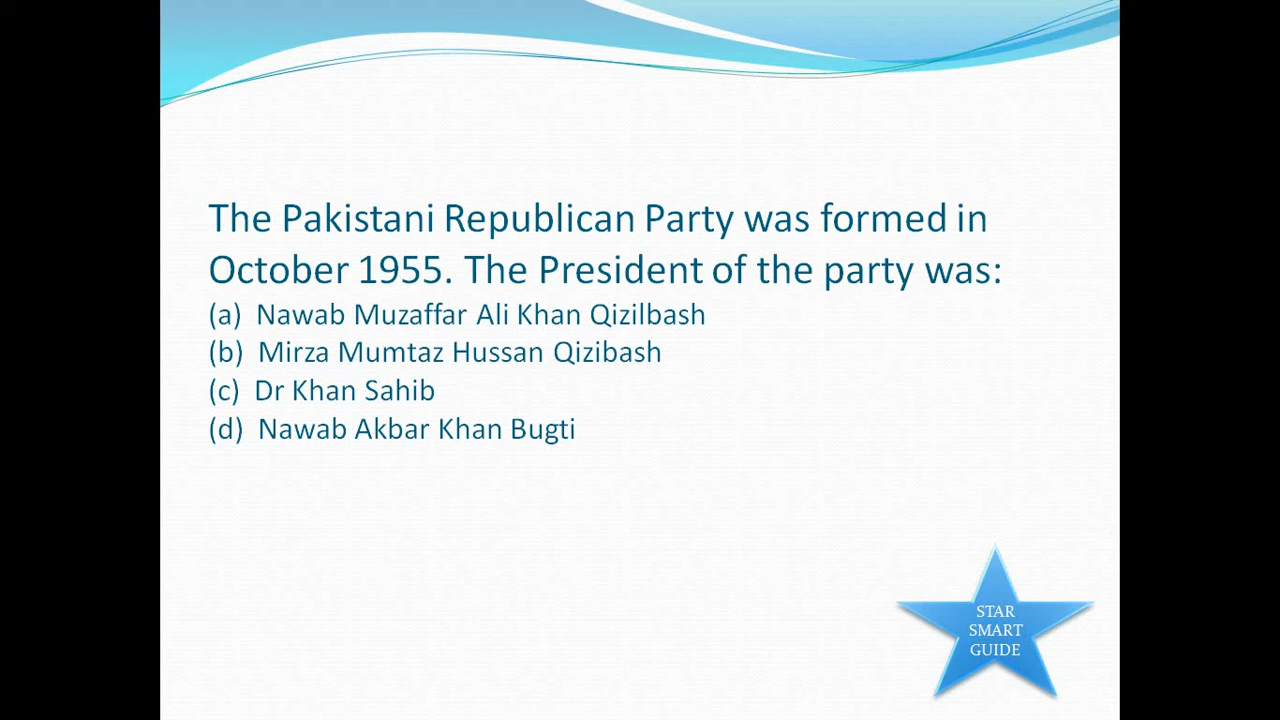 The Pakistani Republican Party was formed in
October 1955. The President of the party was:
(a) Nawab Muzaffar Ali Khan Qizilbash
(b) Mirza Mumtaz Hussan Qizibash
(c) Dr Khan Sahib
(d) Nawab Akbar Khan Bugti
STAR
SMART
GUIDE